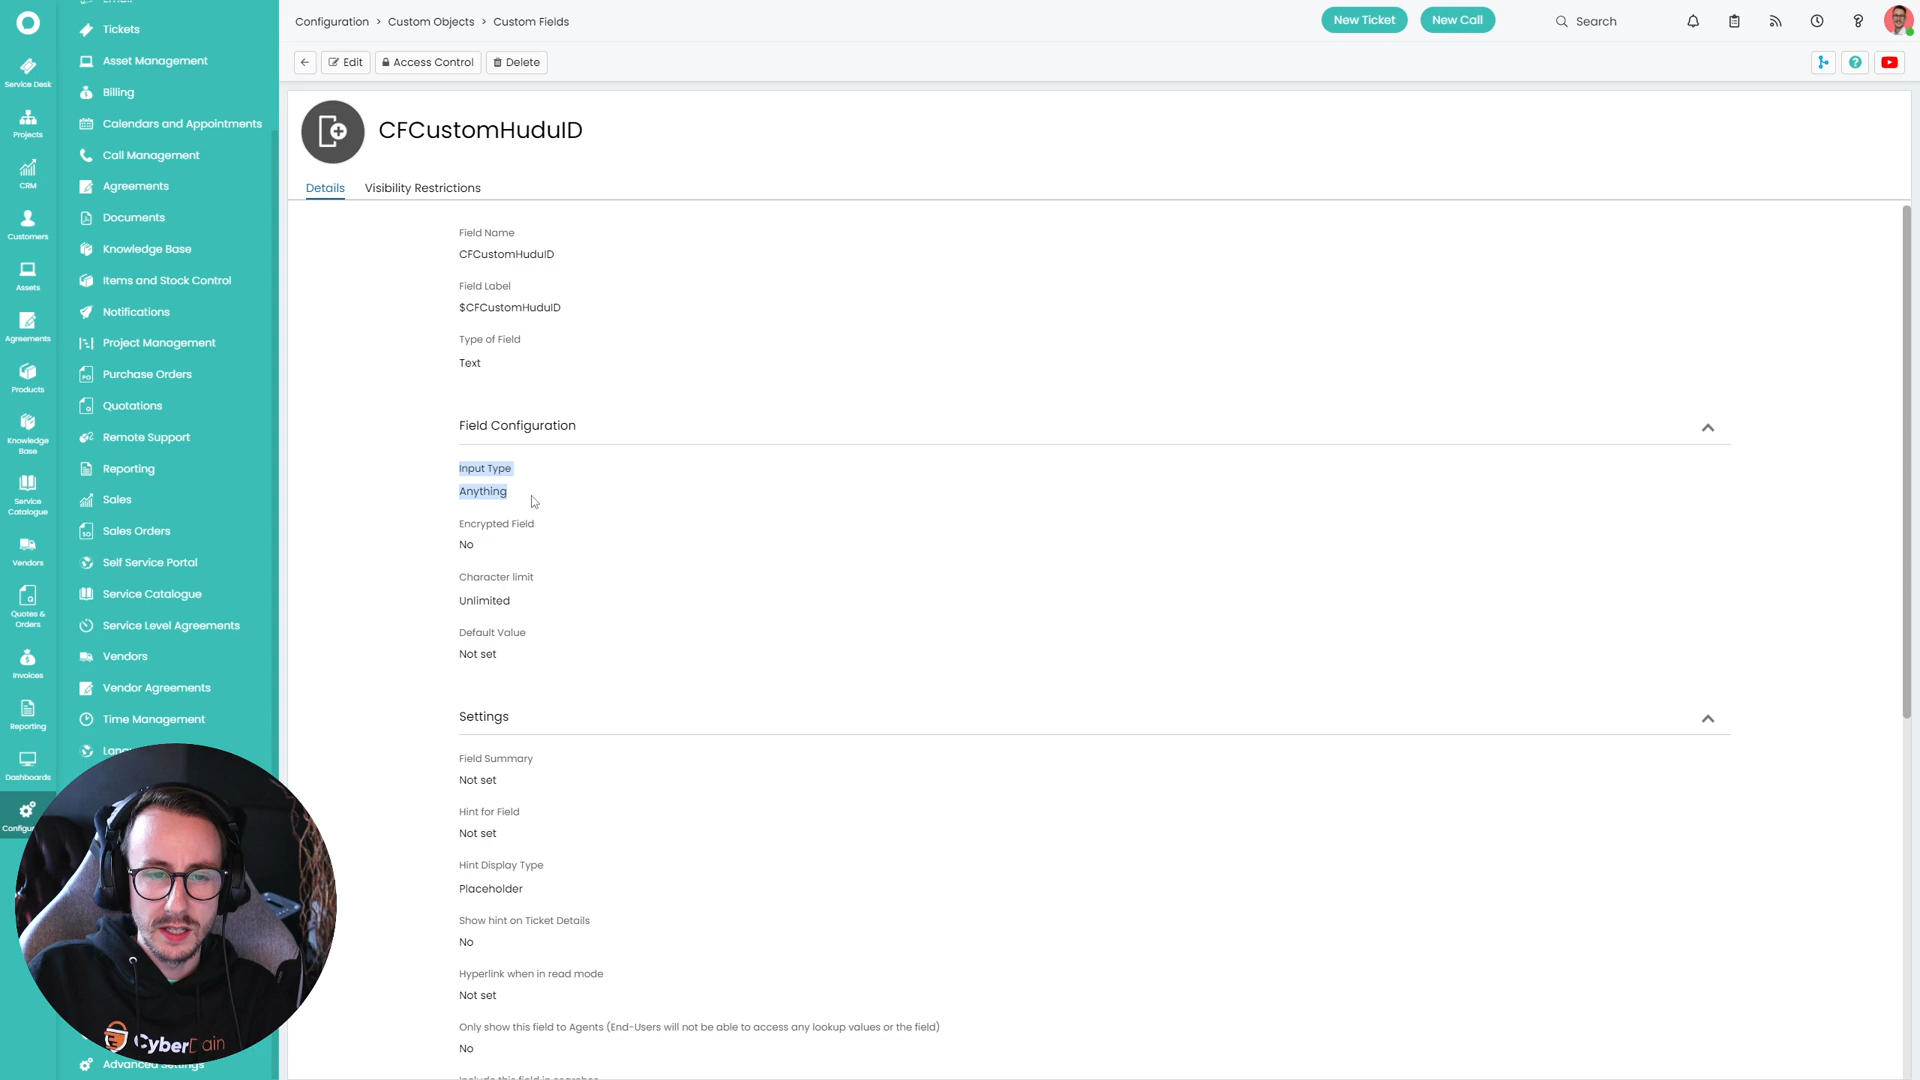 Configuration > Custom Objects > Custom Fields
New Ticket
New Call
Search
Edit
Access Control
Delete
Service Desk
Projects
CRM
Customers
Assets
Agreements
Products
Knowledge
Base
Service
Catalogue
Vendors
Quotes &
Orders
Invoices
Reporting
Dashboards
Tickets
Asset Management
Billing
Calendars and Appointments
Call Management
Agreements
Documents
Knowledge Base
Items and Stock Control
Notifications
Project Management
Purchase Orders
Quotations
Remote Support
Reporting
Sales
Sales Orders
Self Service Portal
Service Catalogue
Service Level Agreements
Vendors
Vendor Agreements
Time Management
Advanced Settings
CFCustomHuduID
Details
Visibility Restrictions
Field Name
CFCustomHuduID
Field Label
$CFCustomHuduID
Type of Field
Text
Field Configuration
Input Type
Anything
Encrypted Field
No
Character limit
Unlimited
Default Value
Not set
Settings
Field Summary
Not set
Hint for Field
Not set
Hint Display Type
Placeholder
Show hint on Ticket Details
No
Hyperlink when in read mode
Not set
Only show this field to Agents (End-Users will not be able to access any lookup values or the field)
No
Include this field in searches